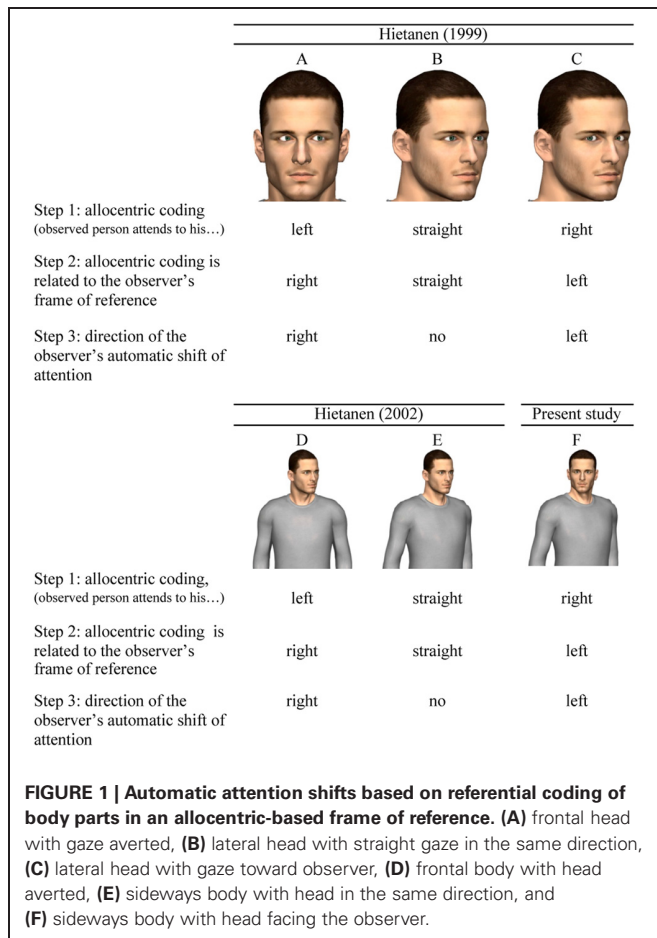 Hietanen (1999)
A B C
Step 1: allocentric coding
(observed person attends to his…) left straight right
Step 2: allocentric coding is
related to the observer's right straight left
frame of reference
Step 3: direction of the right no left
observer's automatic shift of
attention
Hietanen (2002) Present study
D E F
Step 1: allocentric coding,
(observed person attends to his…) left straight right
Step 2: allocentric coding is
related to the observer's right straight left
frame of reference
Step 3: direction of the right no left
observer's automatic shift of
attention
FIGURE 1 | Automatic attention shifts based on referential coding of
body parts in an allocentric-based frame of reference. (A) frontal head
with gaze averted, (B) lateral head with straight gaze in the same direction,
(C) lateral head with gaze toward observer, (D) frontal body with head
averted, (E) sideways body with head in the same direction, and
(F) sideways body with head facing the observer.